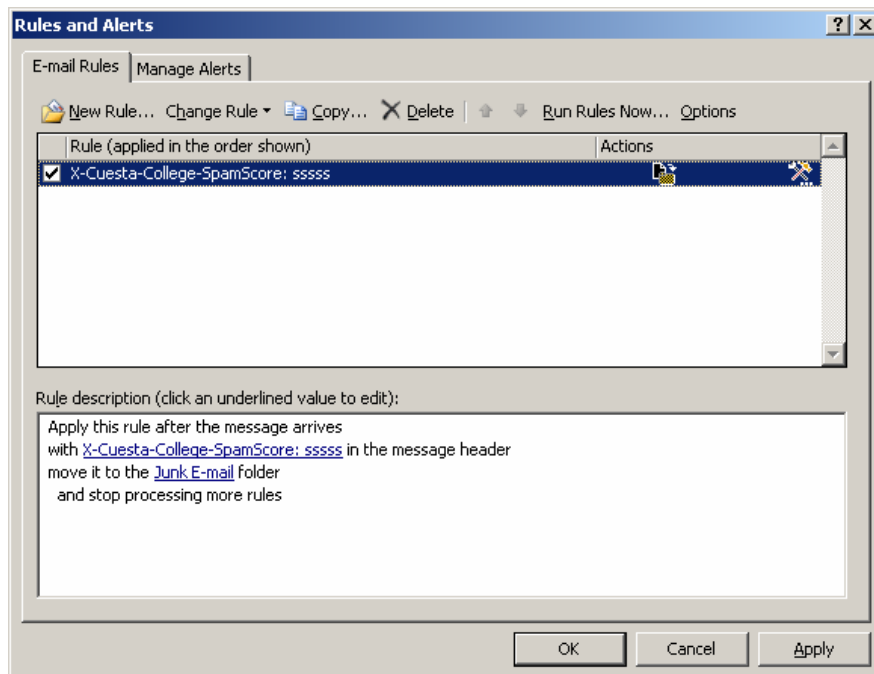 Rules and Alerts
E-mail Rules
Manage Alerts
New Rule... Change Rule Copy... Delete Run Rules Now... Options
Rule (applied in the order shown) Actions
X-Cuesta-College-SpamScore: sssss
Rule description (click an underlined value to edit):
Apply this rule after the message arrives
with X-Cuesta-College-SpamScore: sssss in the message header
move it to the Junk E-mail folder
and stop processing more rules
OK Cancel Apply